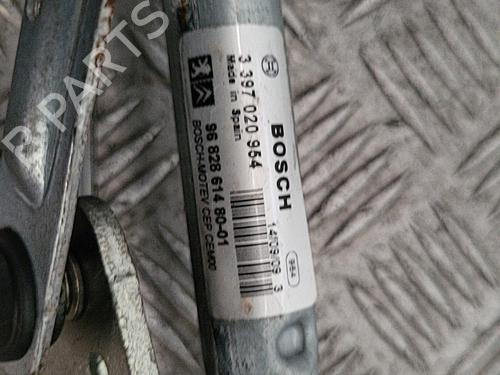 B-PARTS
BOSCH
3 397 020 964
Made in Spain
14/09/09 3
964
96 828 614 80-01
BOSCH-MOTEV CEP CEM00